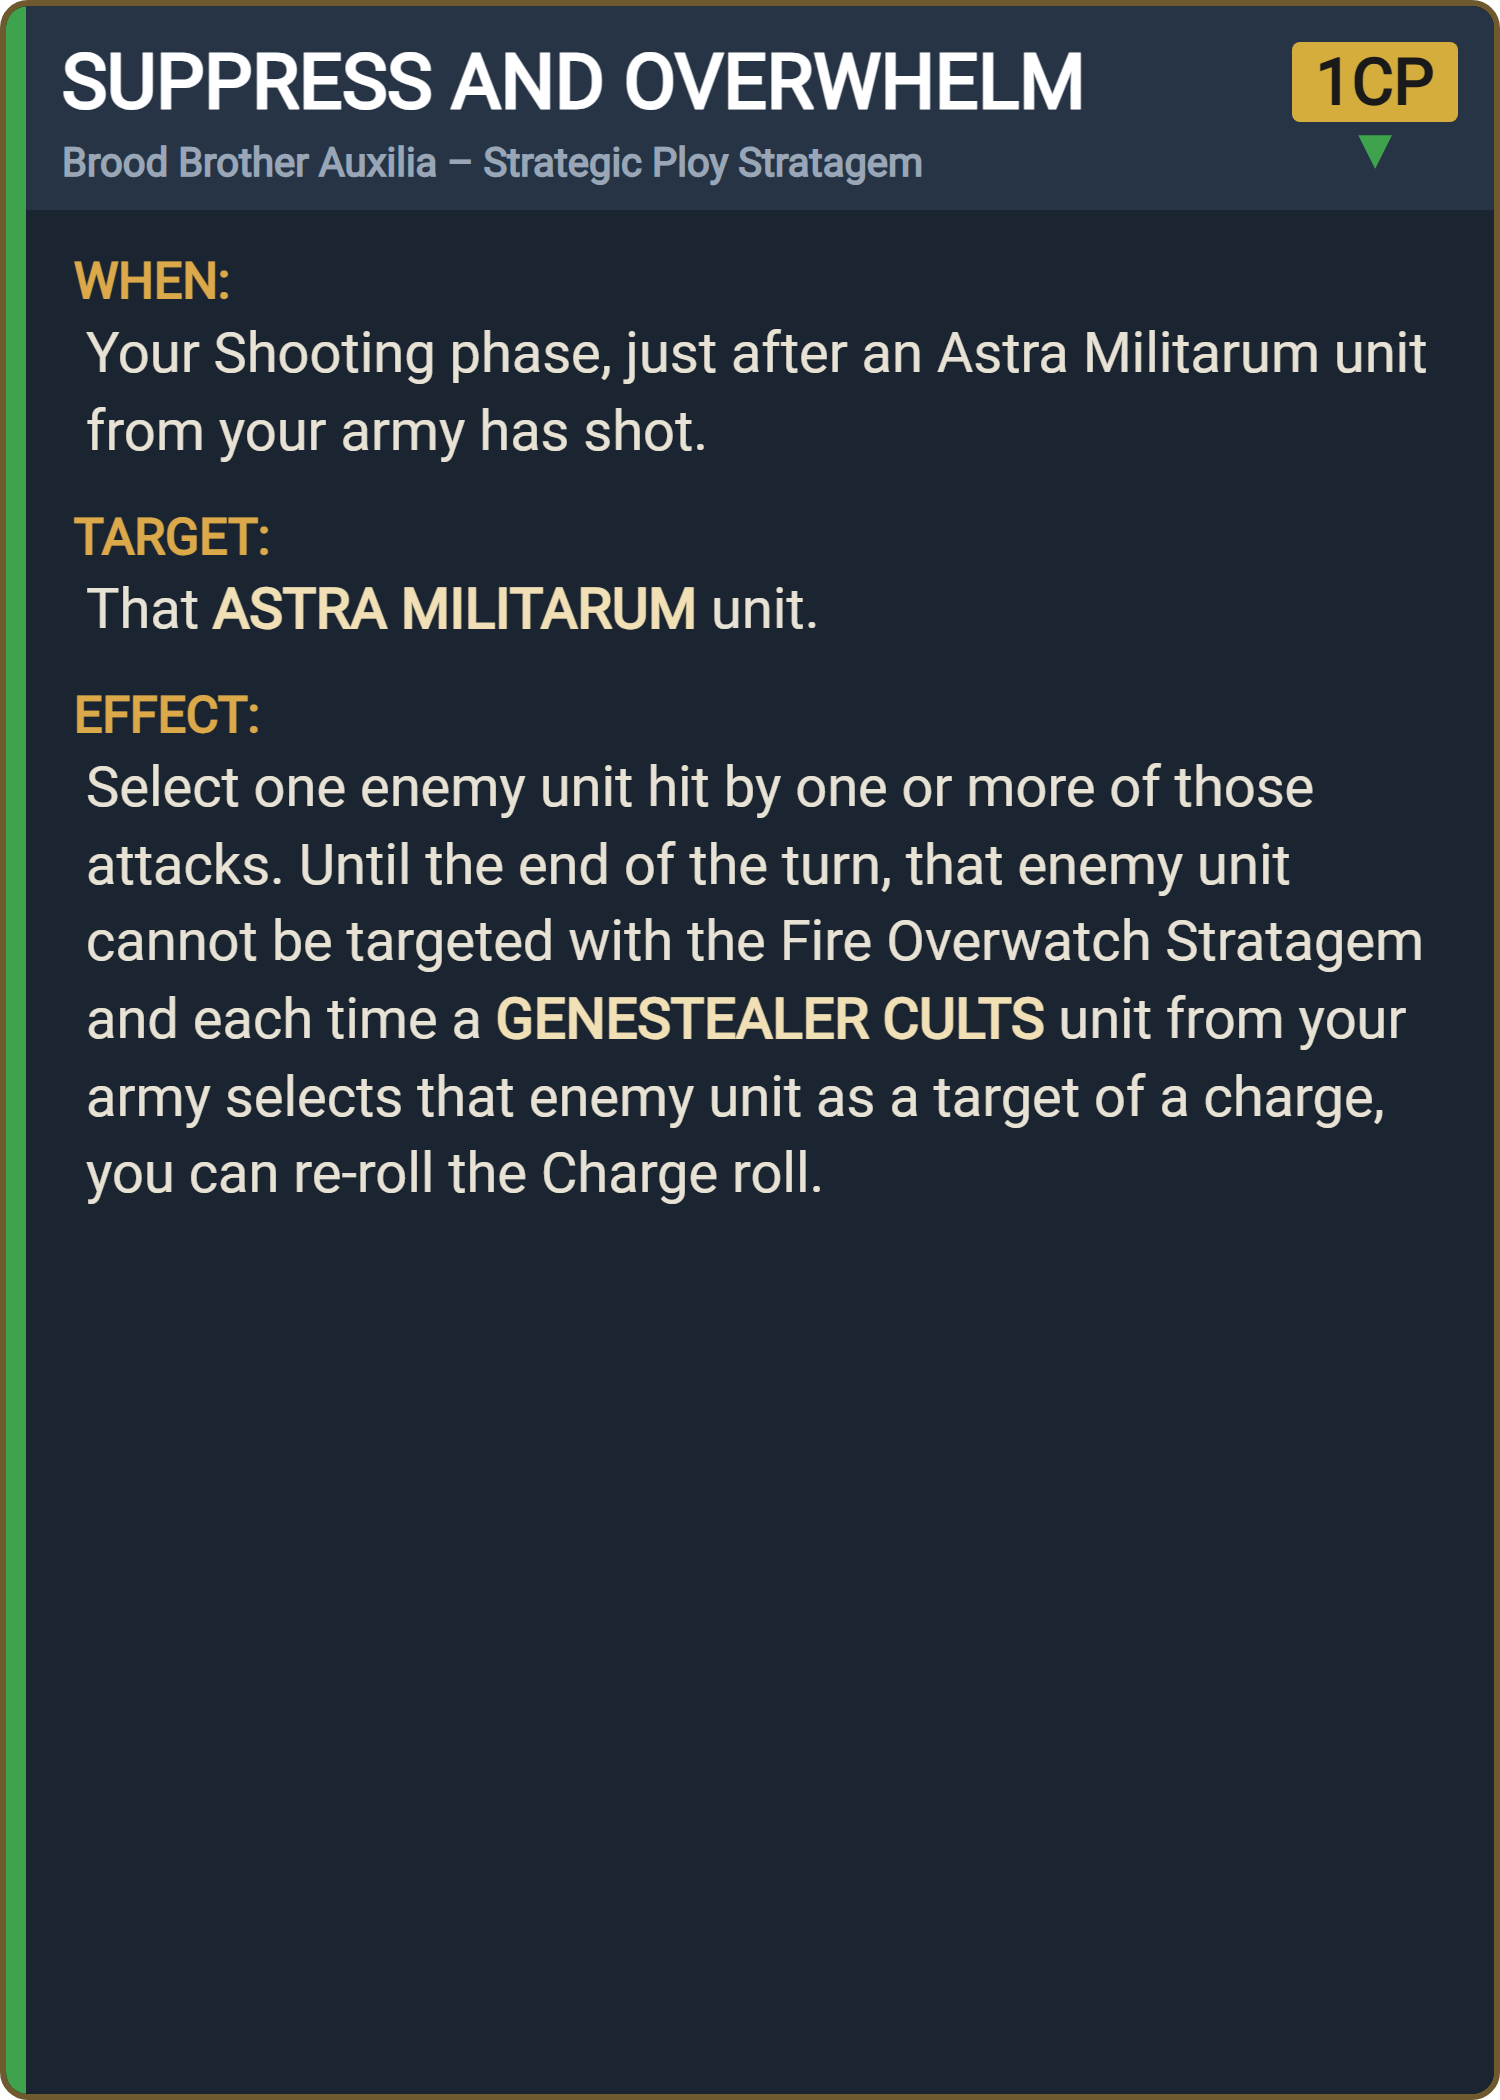 SUPPRESS AND OVERWHELM
1CP
Brood Brother Auxilia – Strategic Ploy Stratagem
WHEN:
Your Shooting phase, just after an Astra Militarum unit
from your army has shot.
TARGET:
That ASTRA MILITARUM unit.
EFFECT:
Select one enemy unit hit by one or more of those
attacks. Until the end of the turn, that enemy unit
cannot be targeted with the Fire Overwatch Stratagem
and each time a GENESTEALER CULTS unit from your
army selects that enemy unit as a target of a charge,
you can re-roll the Charge roll.